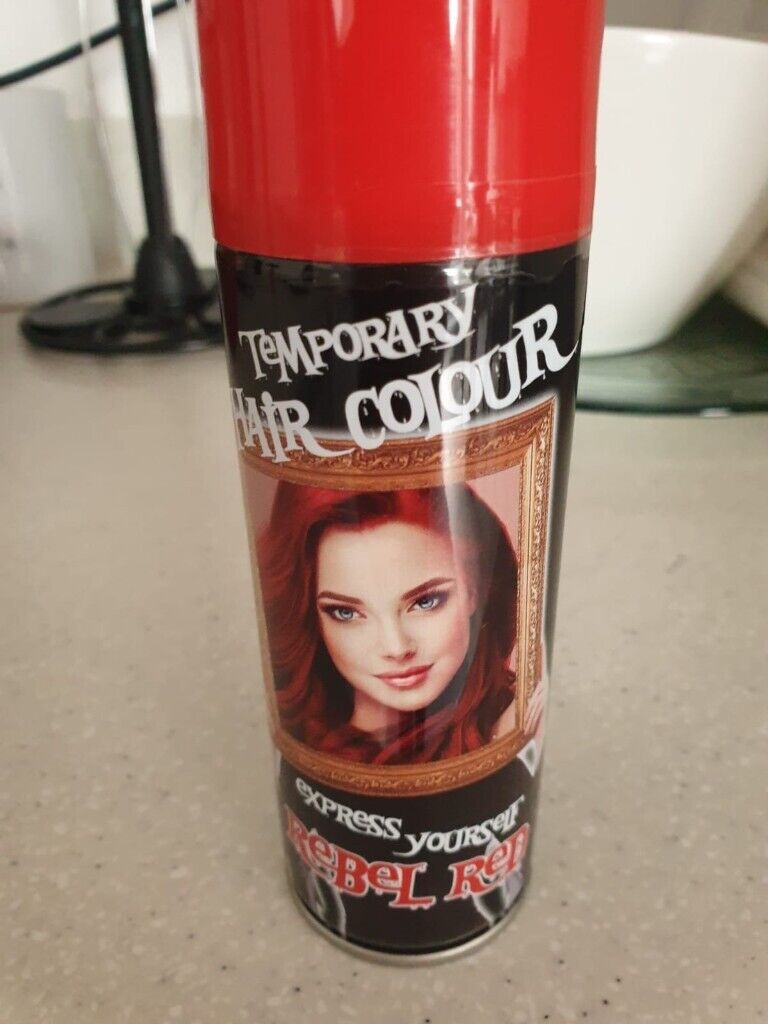 TeMPORARY
HAIR COLOUR
eXPRESS YOURSeLF
ReBeL ReD